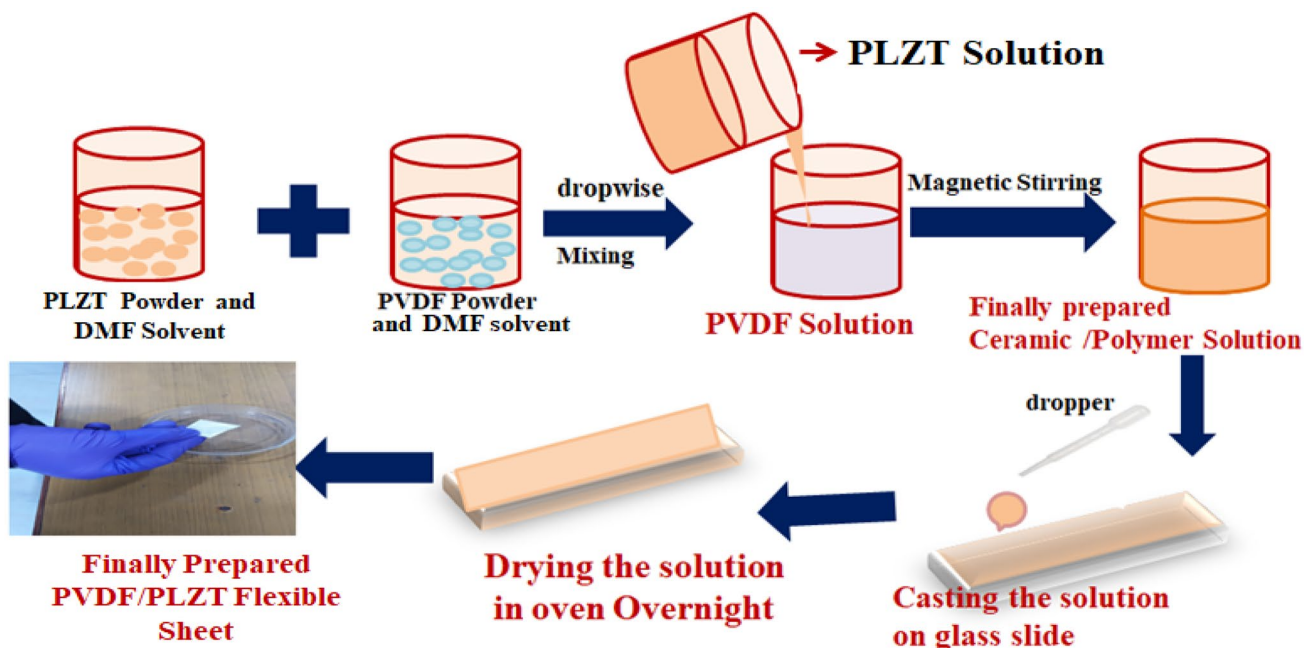 PLZT Solution
dropwise
Mixing
Magnetic Stirring
PLZT Powder and
DMF Solvent
PVDF Powder
and DMF solvent
PVDF Solution
Finally prepared
Ceramic /Polymer Solution
dropper
Casting the solution
on glass slide
Drying the solution
in oven Overnight
Finally Prepared
PVDF/PLZT Flexible
Sheet